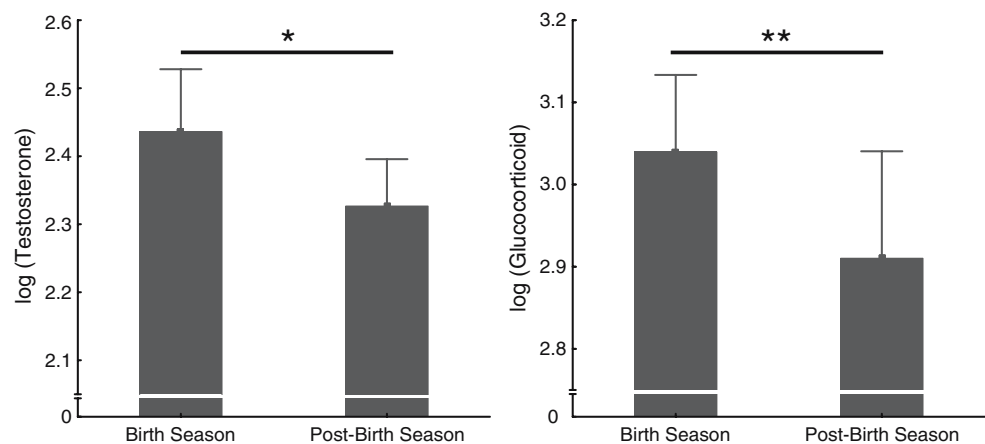 2.6
2.5
2.4
2.3
2.2
2.1
0
log (Testosterone)
*
Birth Season
Post-Birth Season
3.2
3.1
3.0
2.9
2.8
0
log (Glucocorticoid)
**
Birth Season
Post-Birth Season